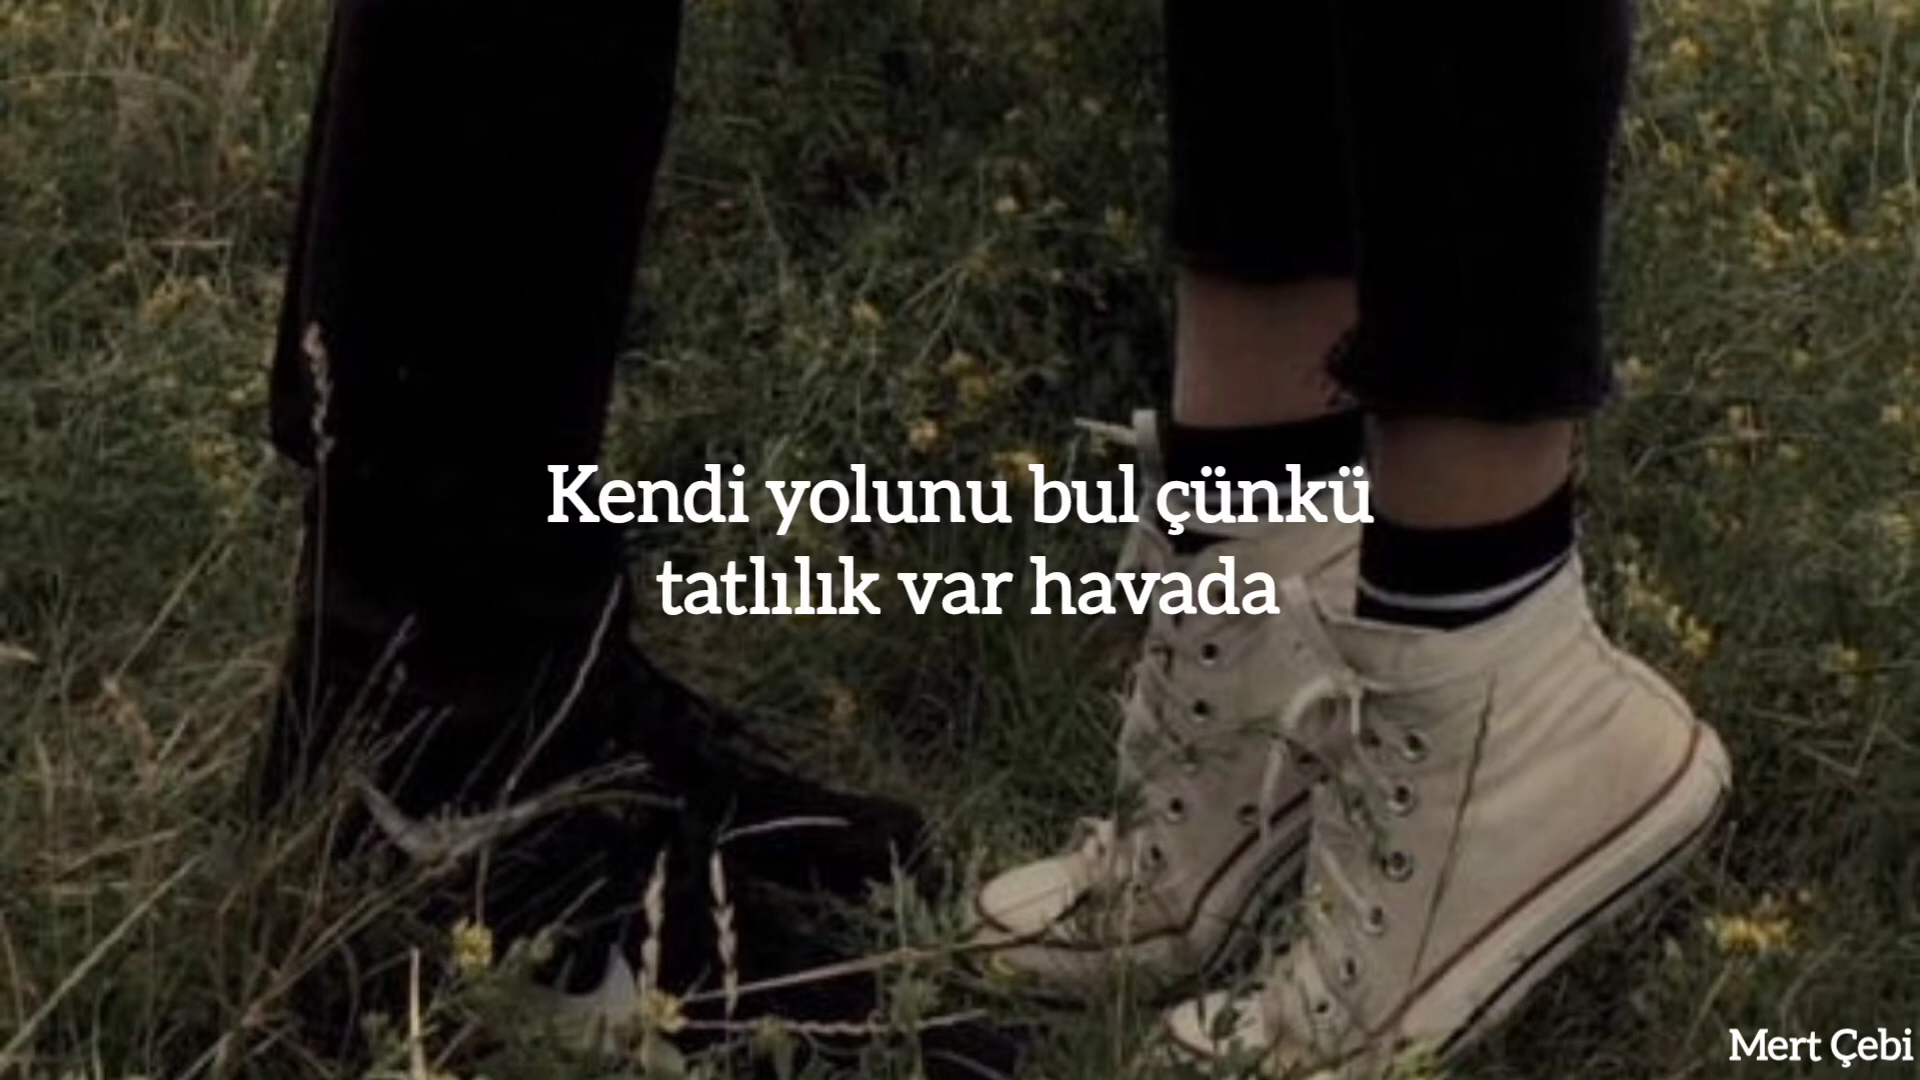 Kendi yolunu bul çünkü
tatlılık var havada
Mert Çebi